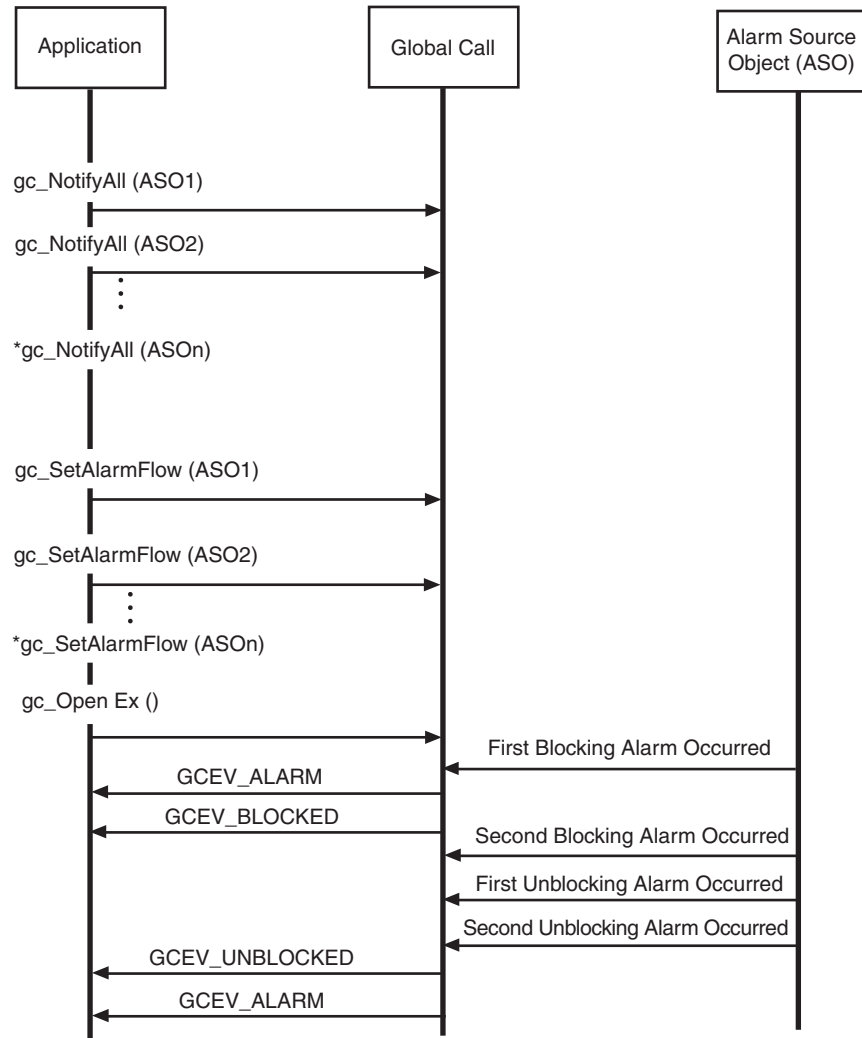 Application
Global Call
Alarm Source
Object (ASO)
gc_NotifyAll (ASO1)
gc_NotifyAll (ASO2)
*gc_NotifyAll (ASOn)
gc_SetAlarmFlow (ASO1)
gc_SetAlarmFlow (ASO2)
*gc_SetAlarmFlow (ASOn)
gc_Open Ex ()
First Blocking Alarm Occurred
GCEV_ALARM
GCEV_BLOCKED
Second Blocking Alarm Occurred
First Unblocking Alarm Occurred
Second Unblocking Alarm Occurred
GCEV_UNBLOCKED
GCEV_ALARM